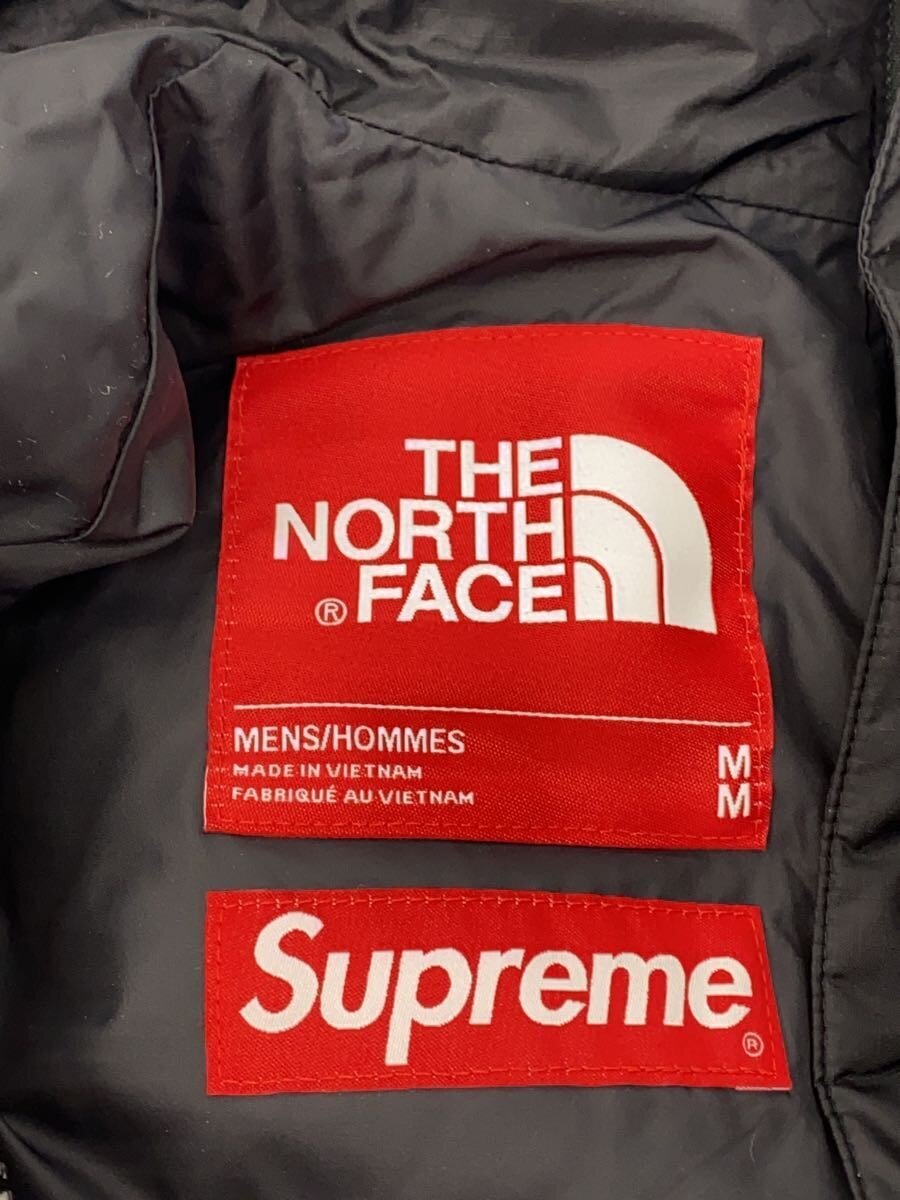 THE
NORTH
® FACE
MENS/HOMMES M
MADE IN VIETNAM
FABRIQUÉ AU VIETNAM M
Supreme ®